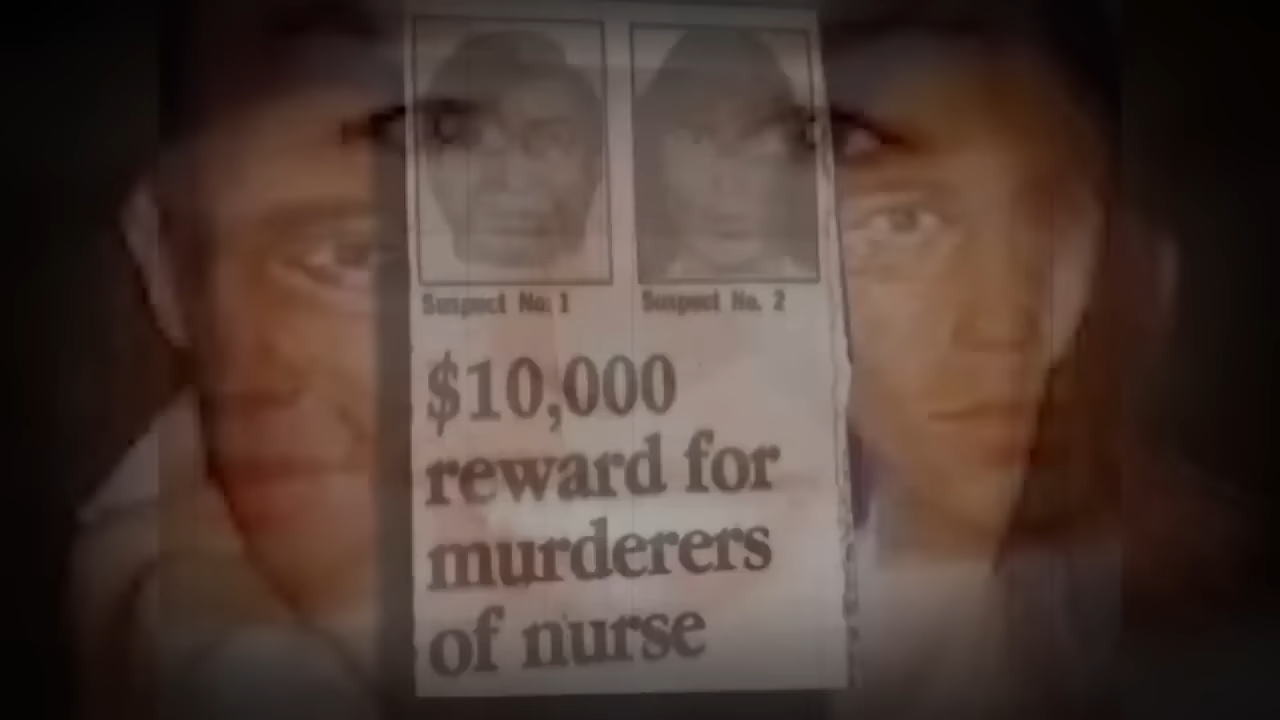 Suspect No. 1
Suspect No. 2
$10,000
reward for
murderers
of nurse